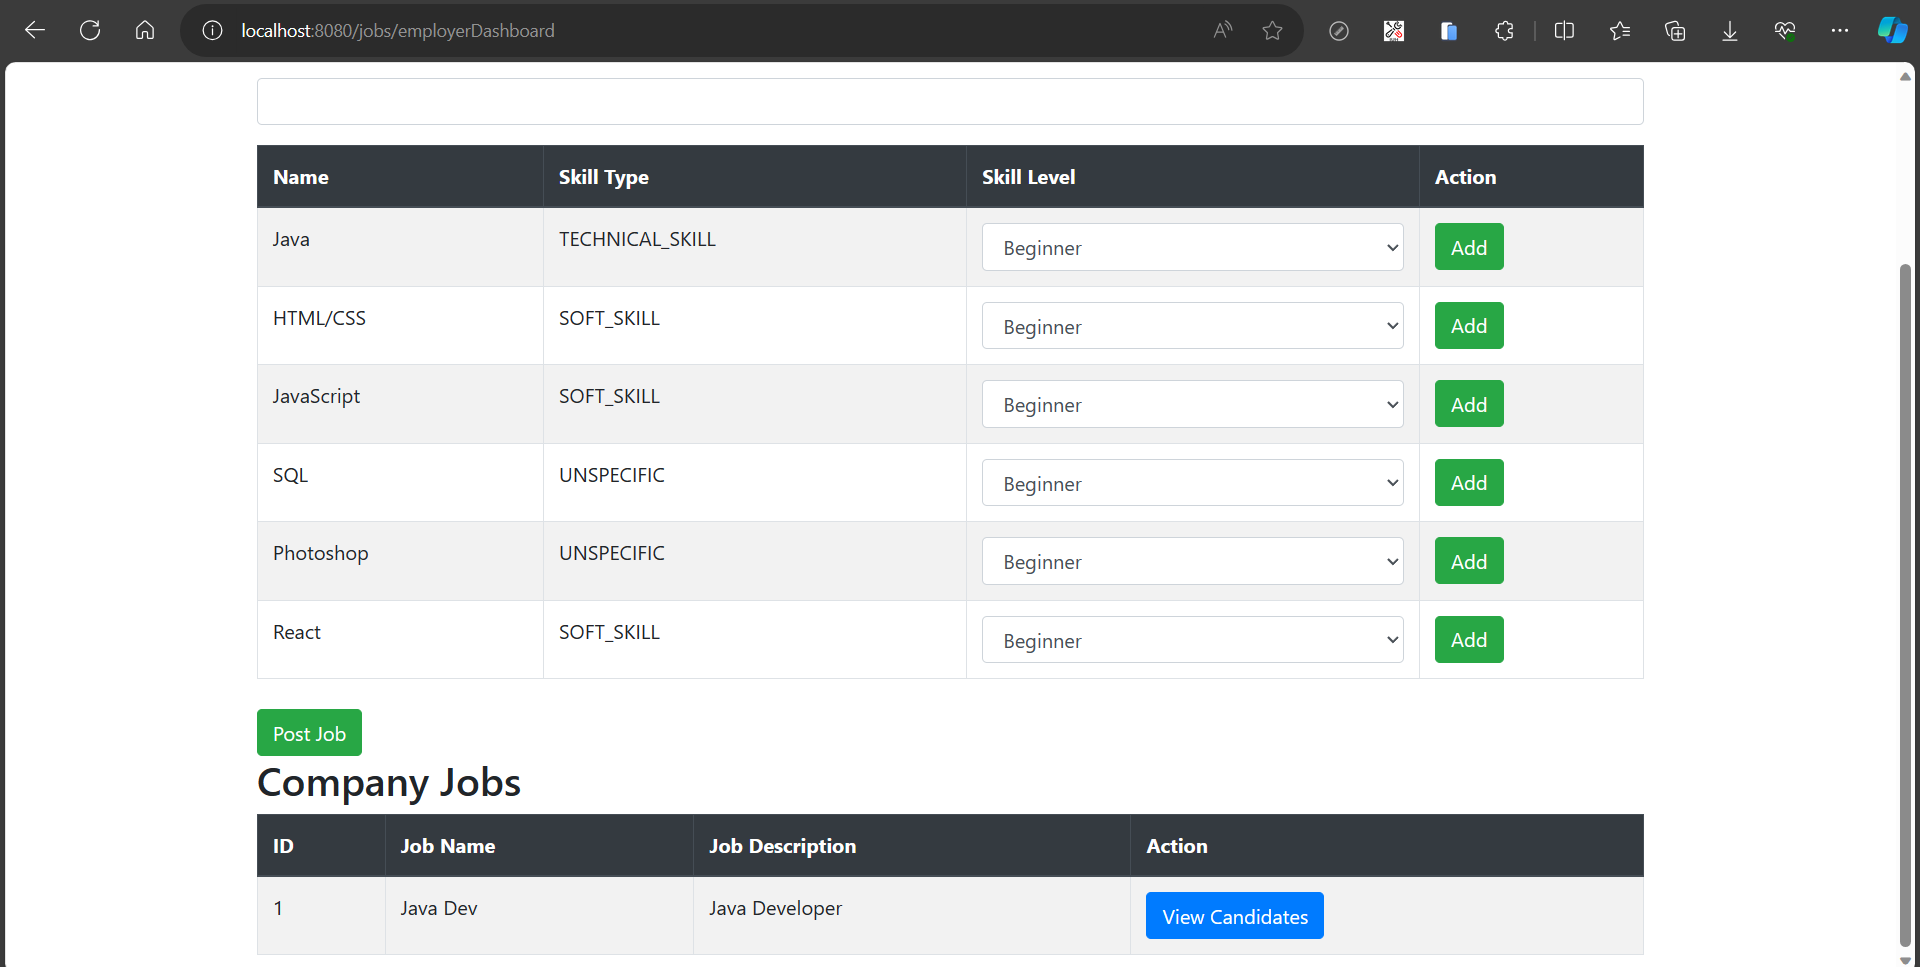 localhost:8080/jobs/employerDashboard
Name Skill Type Skill Level Action
Java TECHNICAL_SKILL Beginner Add
HTML/CSS SOFT_SKILL Beginner Add
JavaScript SOFT_SKILL Beginner Add
SQL UNSPECIFIC Beginner Add
Photoshop UNSPECIFIC Beginner Add
React SOFT_SKILL Beginner Add
Post Job
Company Jobs
ID Job Name Job Description Action
1 Java Dev Java Developer View Candidates